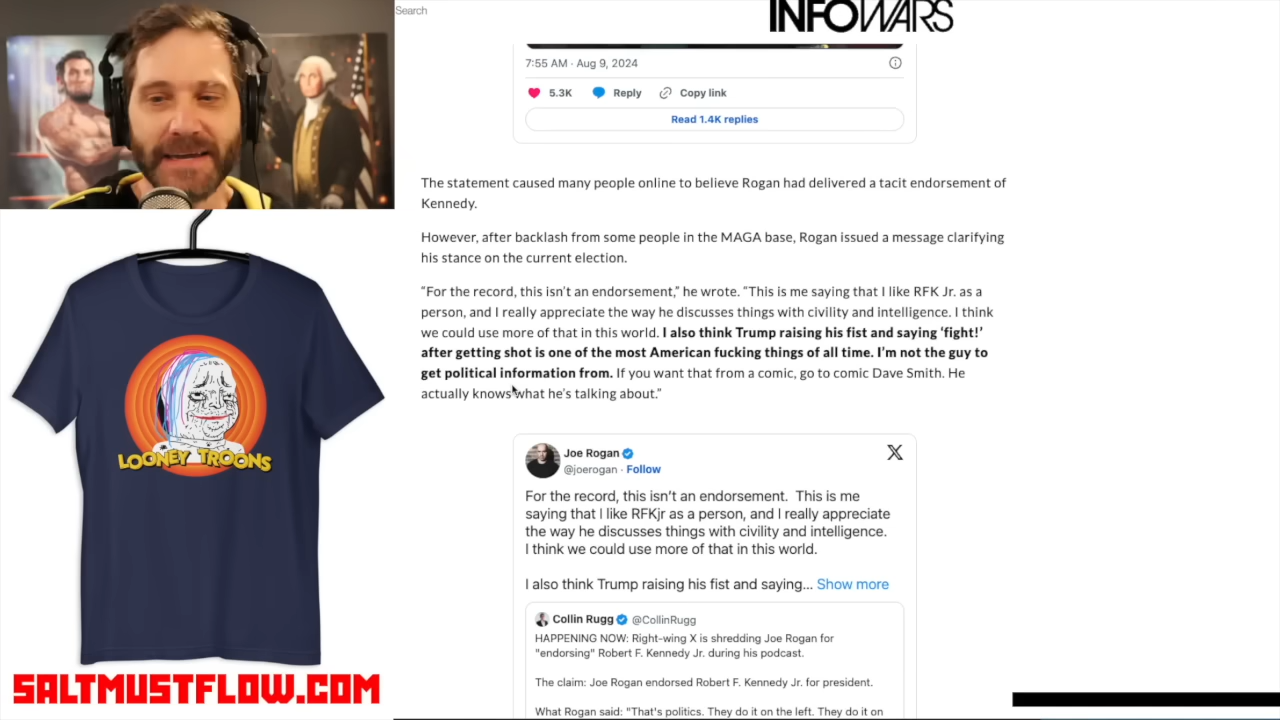 Search
INFOWARS
7:55 AM · Aug 9, 2024
5.3K
Reply
Copy link
Read 1.4K replies
The statement caused many people online to believe Rogan had delivered a tacit endorsement of
Kennedy.
However, after backlash from some people in the MAGA base, Rogan issued a message clarifying
his stance on the current election.
“For the record, this isn’t an endorsement,” he wrote. “This is me saying that I like RFK Jr. as a
person, and I really appreciate the way he discusses things with civility and intelligence. I think
we could use more of that in this world. I also think Trump raising his fist and saying ‘fight!’
after getting shot is one of the most American fucking things of all time. I’m not the guy to
get political information from. If you want that from a comic, go to comic Dave Smith. He
actually knows what he’s talking about.”
Joe Rogan
@joerogan · Follow
X
For the record, this isn’t an endorsement. This is me
saying that I like RFKjr as a person, and I really appreciate
the way he discusses things with civility and intelligence.
I think we could use more of that in this world.
I also think Trump raising his fist and saying... Show more
Collin Rugg @CollinRugg
HAPPENING NOW: Right-wing X is shredding Joe Rogan for
"endorsing" Robert F. Kennedy Jr. during his podcast.
The claim: Joe Rogan endorsed Robert F. Kennedy Jr. for president.
What Rogan said: "That's politics. They do it on the left. They do it on
LOONEY TROONS
SALTMUSTFLOW.COM